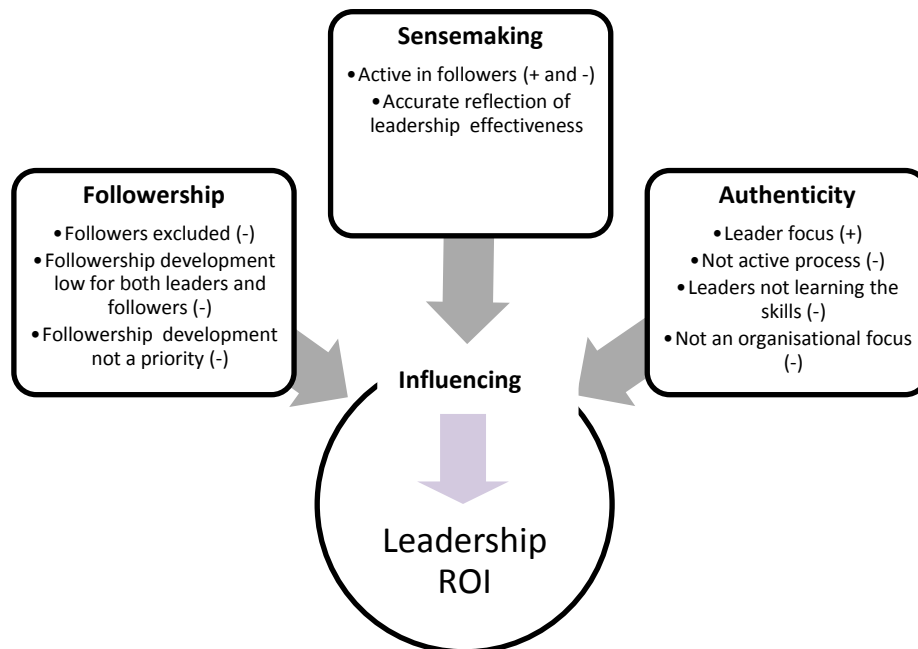 Sensemaking
•Active in followers (+ and -)
•Accurate reflection of
leadership effectiveness
Followership
•Followers excluded (-)
•Followership development
low for both leaders and
followers (-)
•Followership development
not a priority (-)
Authenticity
•Leader focus (+)
•Not active process (-)
•Leaders not learning the
skills (-)
•Not an organisational focus
(-)
Influencing
Leadership
ROI